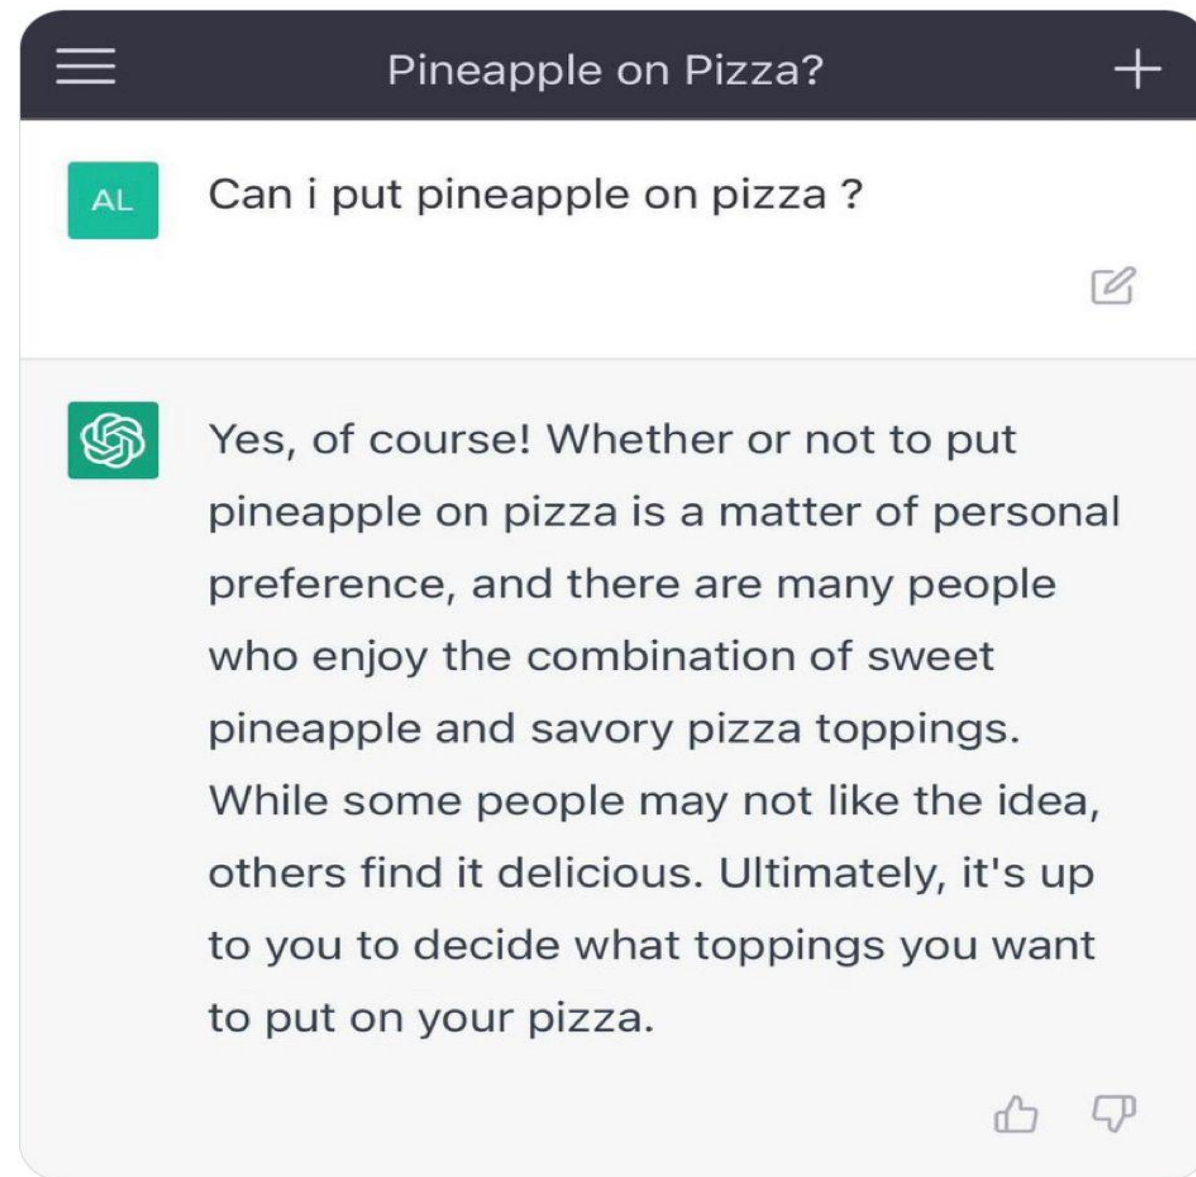 Pineapple on Pizza?
AL
Can i put pineapple on pizza ?
Yes, of course! Whether or not to put
pineapple on pizza is a matter of personal
preference, and there are many people
who enjoy the combination of sweet
pineapple and savory pizza toppings.
While some people may not like the idea,
others find it delicious. Ultimately, it's up
to you to decide what toppings you want
to put on your pizza.